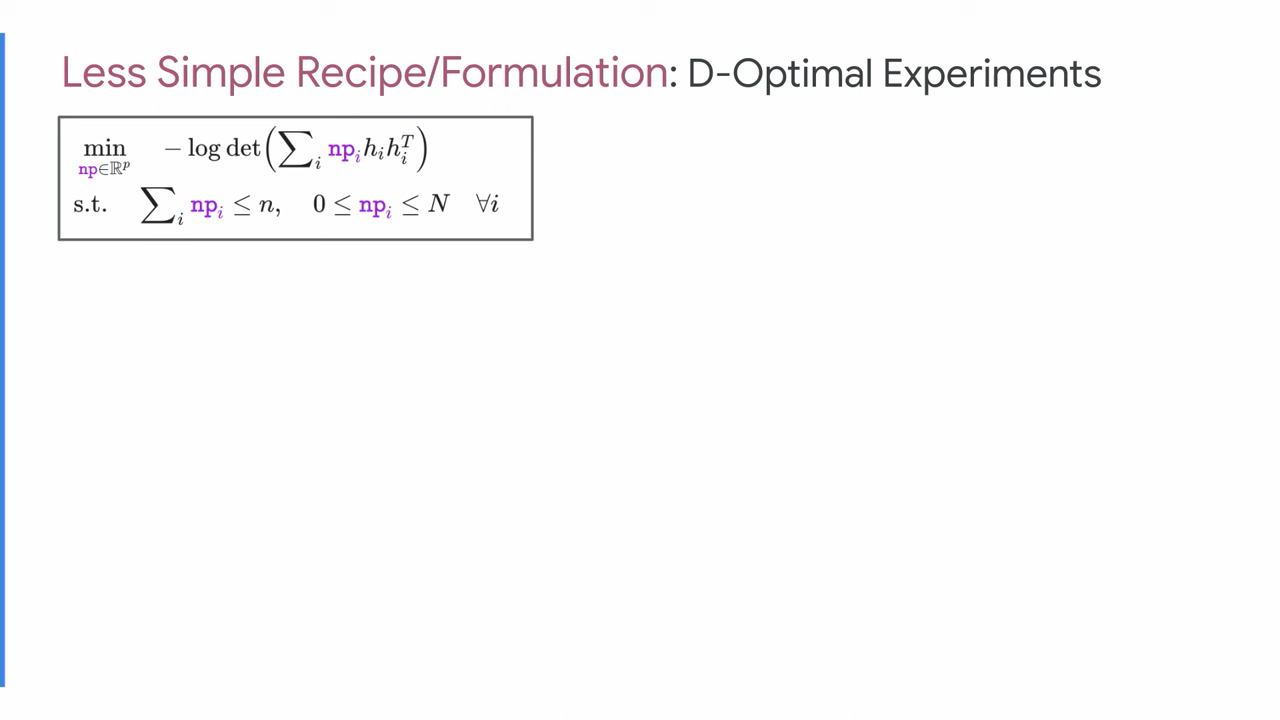 Less Simple Recipe/Formulation: D-Optimal Experiments
min np∈ℝᵖ − log det(∑ᵢ npᵢhᵢhᵢᵀ)
s.t. ∑ᵢ npᵢ ≤ n, 0 ≤ npᵢ ≤ N ∀i